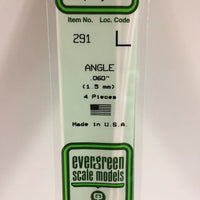 Item No. Loc. Code
291 L
ANGLE
.060"
(1.5 mm)
4 Pieces
Made in U.S.A.
evergreen
scale models